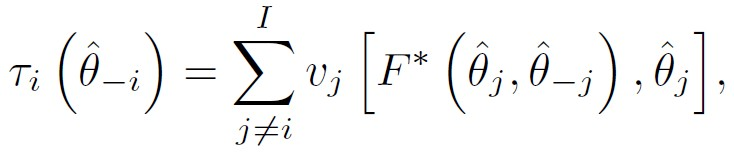 τ_i (θ̂_{−i}) = ∑_{j≠i}^{I} v_j [F^* (θ̂_j, θ̂_{−j}), θ̂_j],